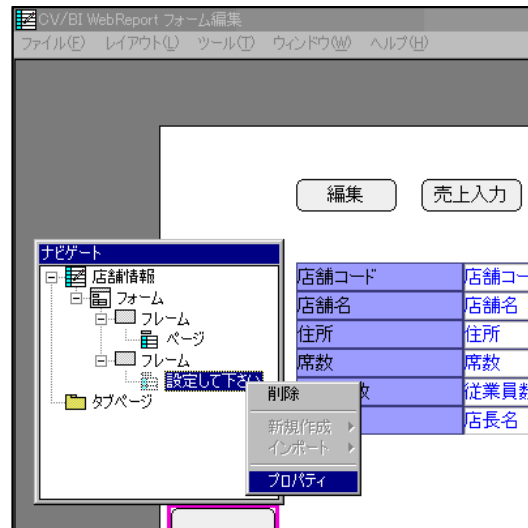 CV/BI WebReport フォーム編集
ファイル(F) レイアウト(L) ツール(T) ウィンドウ(W) ヘルプ(H)
編集 売上入力
ナビゲート
店舗情報
フォーム
フレーム
ページ
フレーム
設定して下さい
タブページ
削除
新規作成
インポート
プロパティ
店舗コード 店舗コー
店舗名 店舗名
住所 住所
席数 席数
数 従業員数
店長名